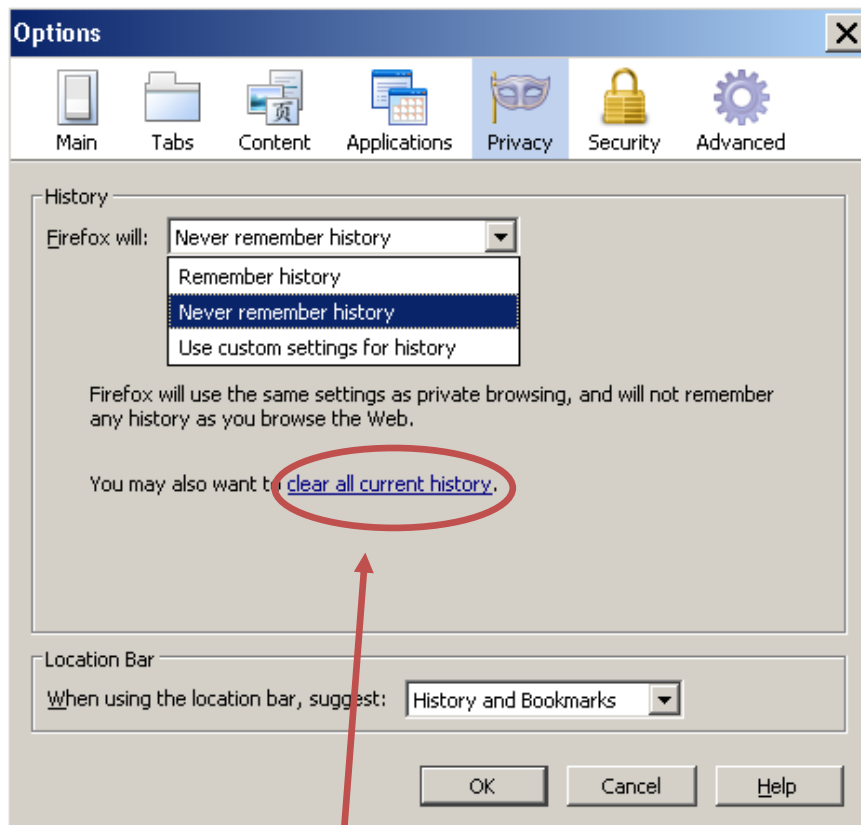 Options
Main Tabs Content Applications Privacy Security Advanced
页
History
Firefox will: Never remember history
Remember history
Never remember history
Use custom settings for history
Firefox will use the same settings as private browsing, and will not remember
any history as you browse the Web.
You may also want to clear all current history.
Location Bar
When using the location bar, suggest: History and Bookmarks
OK Cancel Help